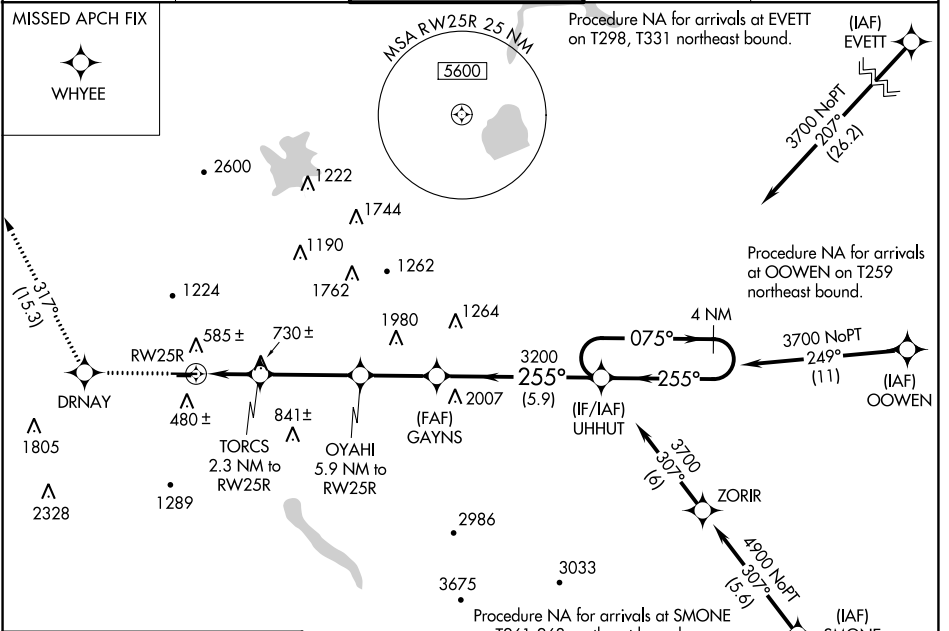 MISSED APCH FIX
WHYEE
MSA RW25R 25 NM
5600
Procedure NA for arrivals at EVETT
on T298, T331 northeast bound.
(IAF)
EVETT
3700 NoPT
207°
(26.2)
2600
1222
1744
1190
1762
1262
Procedure NA for arrivals
at OOWEN on T259
northeast bound.
317°
(15.3)
1224
585 ±
730 ±
1980
1264
4 NM
075°
3700 NoPT
249°
(11)
(IAF)
OOWEN
RW25R
3200
255°
(5.9)
255°
DRNAY
480 ±
841±
(FAF)
GAYNS
2007
(IF/IAF)
UHHUT
1805
TORCS
2.3 NM to
RW25R
OYAHI
5.9 NM to
RW25R
3700
307°
(6)
ZORIR
2328
1289
2986
4900 NoPT
307°
(5.6)
3033
3675
Procedure NA for arrivals at SMONE
(IAF)